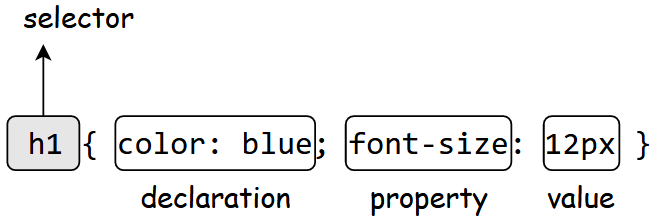 selector
h1 { color: blue; font-size: 12px }
declaration property value